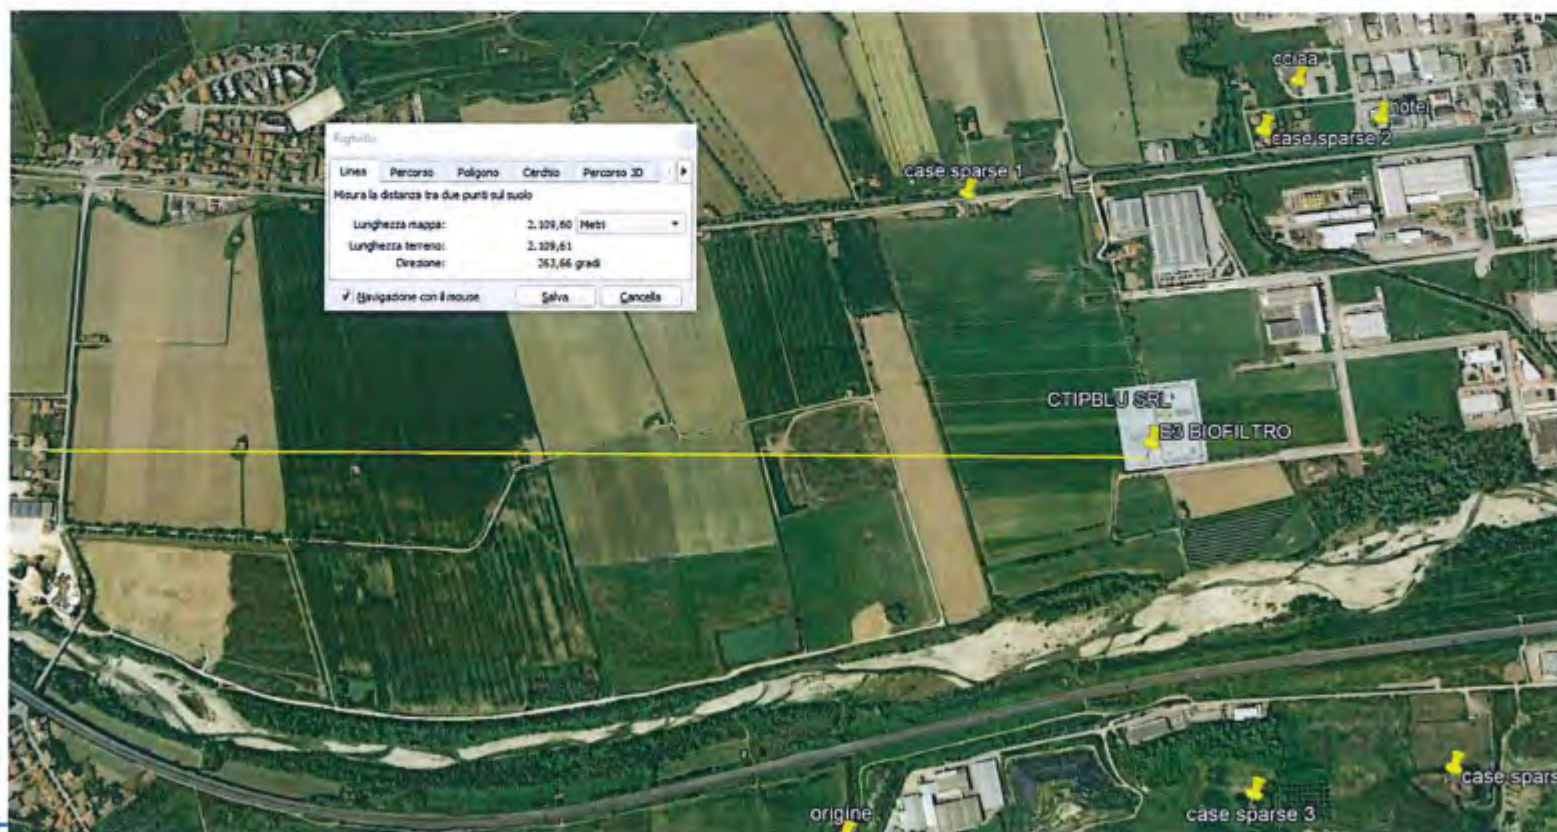 cciaa
hotel
case sparse 2
case sparse 1
Righello
Linea Percorso Poligono Cerchio Percorso 3D
Misura la distanza tra due punti sul suolo
Lunghezza mappa: 2.109,60 Metri
Lunghezza terreno: 2.109,61
Direzione: 263,66 gradi
Navigazione con il mouse Salva Cancella
CTIPBLU SRL
E3 BIOFILTRO
case spars
origine
case sparse 3